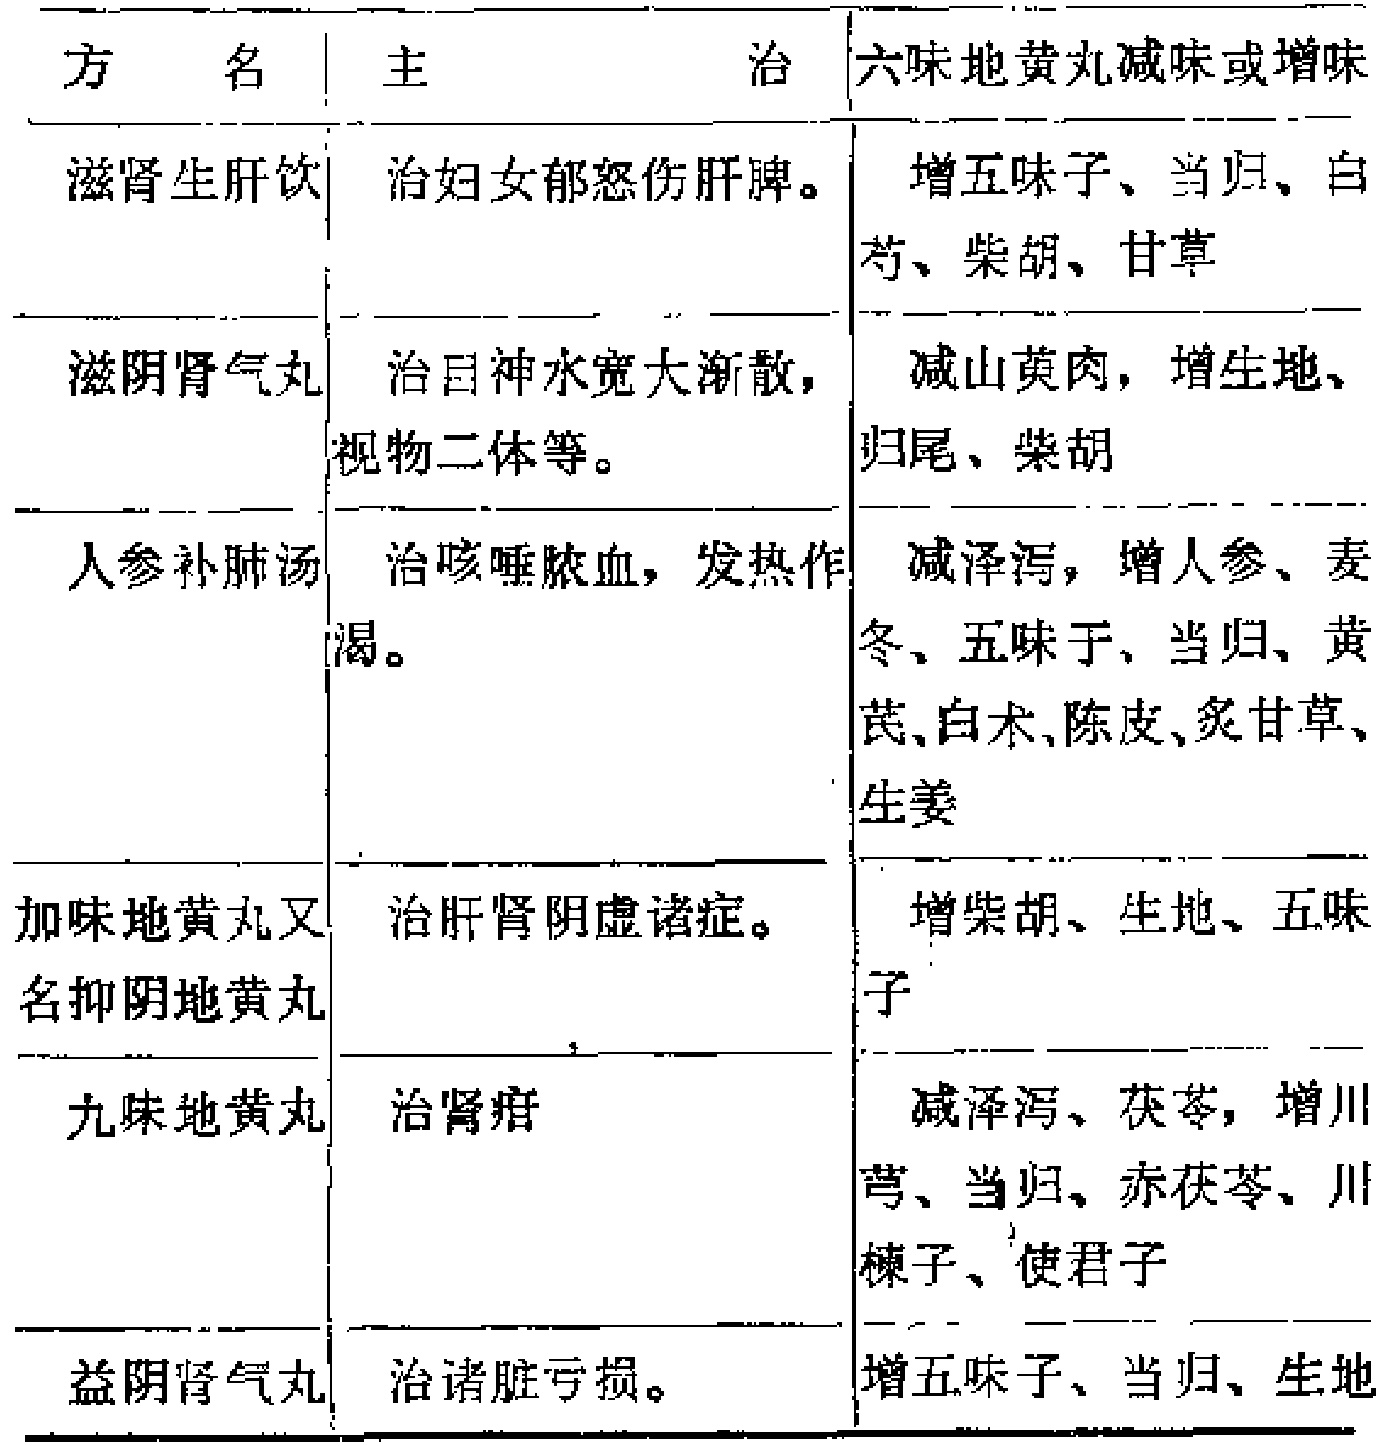 方 名 主 治 六味地黄丸减味或增味
滋肾生肝饮 治妇女郁怒伤肝脾。 增五味子、当归、白
芍、柴胡、甘草
滋阴肾气丸 治目神水宽大渐散， 减山萸肉，增生地、
视物二体等。 归尾、柴胡
人参补肺汤 治咳唾脓血，发热作 减泽泻，增人参、麦
渴。 冬、五味子、当归、黄
芪、白术、陈皮、炙甘草、
生姜
加味地黄丸又 治肝肾阴虚诸症。 增柴胡、生地、五味
名抑阴地黄丸 子
九味地黄丸 治肾疳 减泽泻、茯苓，增川
芎、当归、赤茯苓、川
楝子、使君子
益阴肾气丸 治诸脏亏损。 增五味子、当归、生地